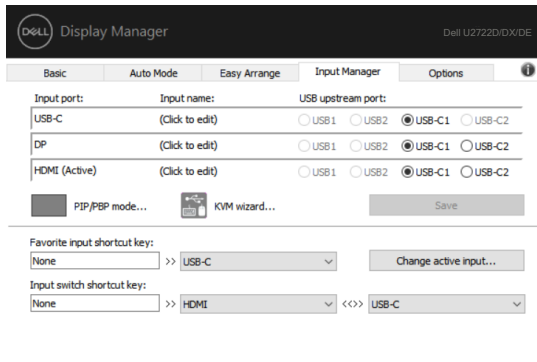 DELL Display Manager Dell U2722D/DX/DE
Basic Auto Mode Easy Arrange Input Manager Options
Input port: Input name: USB upstream port:
USB-C (Click to edit) USB1 USB2 USB-C1 USB-C2
DP (Click to edit) USB1 USB2 USB-C1 USB-C2
HDMI (Active) (Click to edit) USB1 USB2 USB-C1 USB-C2
PIP/PBP mode... KVM wizard... Save
Favorite input shortcut key:
None >> USB-C Change active input...
Input switch shortcut key:
None >> HDMI <<>> USB-C